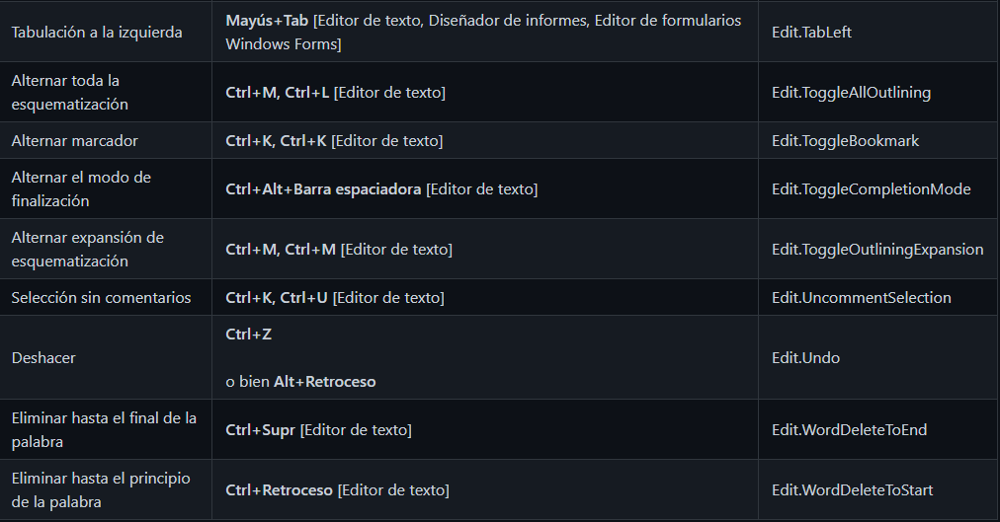 Tabulación a la izquierda
Mayús+Tab [Editor de texto, Diseñador de informes, Editor de formularios
Windows Forms]
Edit.TabLeft
Alternar toda la
esquematización
Ctrl+M, Ctrl+L [Editor de texto]
Edit.ToggleAllOutlining
Alternar marcador
Ctrl+K, Ctrl+K [Editor de texto]
Edit.ToggleBookmark
Alternar el modo de
finalización
Ctrl+Alt+Barra espaciadora [Editor de texto]
Edit.ToggleCompletionMode
Alternar expansión de
esquematización
Ctrl+M, Ctrl+M [Editor de texto]
Edit.ToggleOutliningExpansion
Selección sin comentarios
Ctrl+K, Ctrl+U [Editor de texto]
Edit.UncommentSelection
Deshacer
Ctrl+Z
o bien Alt+Retroceso
Edit.Undo
Eliminar hasta el final de la
palabra
Ctrl+Supr [Editor de texto]
Edit.WordDeleteToEnd
Eliminar hasta el principio
de la palabra
Ctrl+Retroceso [Editor de texto]
Edit.WordDeleteToStart